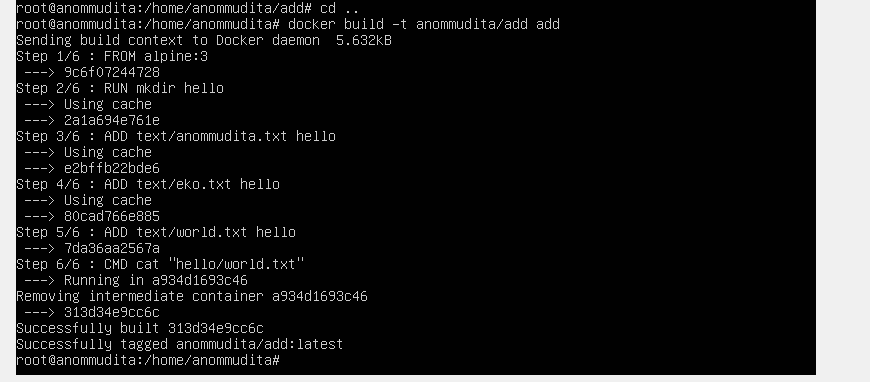 root@anommudita:/home/anommudita/add# cd ..
root@anommudita:/home/anommudita# docker build -t anommudita/add add
Sending build context to Docker daemon  5.632kB
Step 1/6 : FROM alpine:3
 ---> 9c6f07244728
Step 2/6 : RUN mkdir hello
 ---> Using cache
 ---> 2a1a694e761e
Step 3/6 : ADD text/anommudita.txt hello
 ---> Using cache
 ---> e2bffb22bde6
Step 4/6 : ADD text/eko.txt hello
 ---> Using cache
 ---> 80cad766e885
Step 5/6 : ADD text/world.txt hello
 ---> 7da36aa2567a
Step 6/6 : CMD cat "hello/world.txt"
 ---> Running in a934d1693c46
Removing intermediate container a934d1693c46
 ---> 313d34e9cc6c
Successfully built 313d34e9cc6c
Successfully tagged anommudita/add:latest
root@anommudita:/home/anommudita#